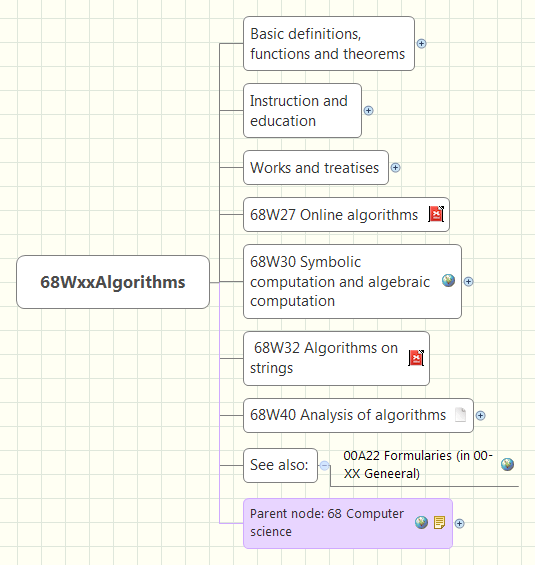 Basic definitions,
functions and theorems
Instruction and
education
Works and treatises
68W27 Online algorithms
68WxxAlgorithms
68W30 Symbolic
computation and algebraic
computation
68W32 Algorithms on
strings
68W40 Analysis of algorithms
See also:
00A22 Formularies (in 00-
XX Geneeral)
Parent node: 68 Computer
science